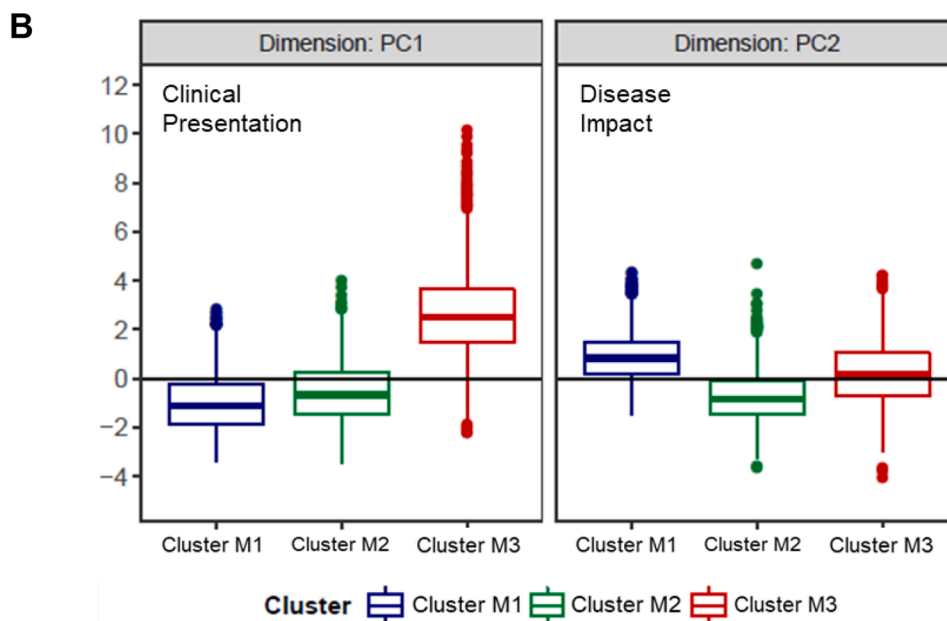 B
Dimension: PC1
Dimension: PC2
Clinical
Presentation
Disease
Impact
12
10
8
6
4
2
0
−2
−4
Cluster M1 Cluster M2 Cluster M3
Cluster M1 Cluster M2 Cluster M3
Cluster Cluster M1 Cluster M2 Cluster M3